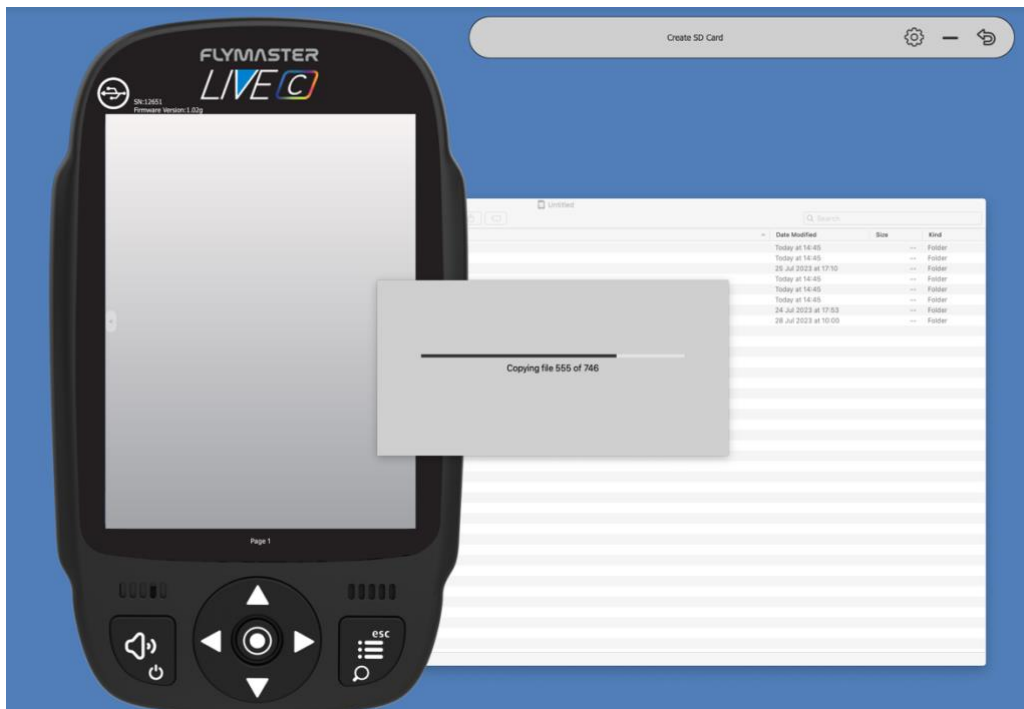 Create SD Card
FLYMASTER
LIVE C
SN:12651
Firmware Version:1.02g
Untitled
Search
Date Modified Size Kind
Today at 14:45 -- Folder
Today at 14:45 -- Folder
25 Jul 2023 at 17:10 -- Folder
Today at 14:45 -- Folder
Today at 14:45 -- Folder
Today at 14:45 -- Folder
24 Jul 2023 at 17:53 -- Folder
28 Jul 2023 at 10:05 -- Folder
Copying file 555 of 746
Page 1
esc